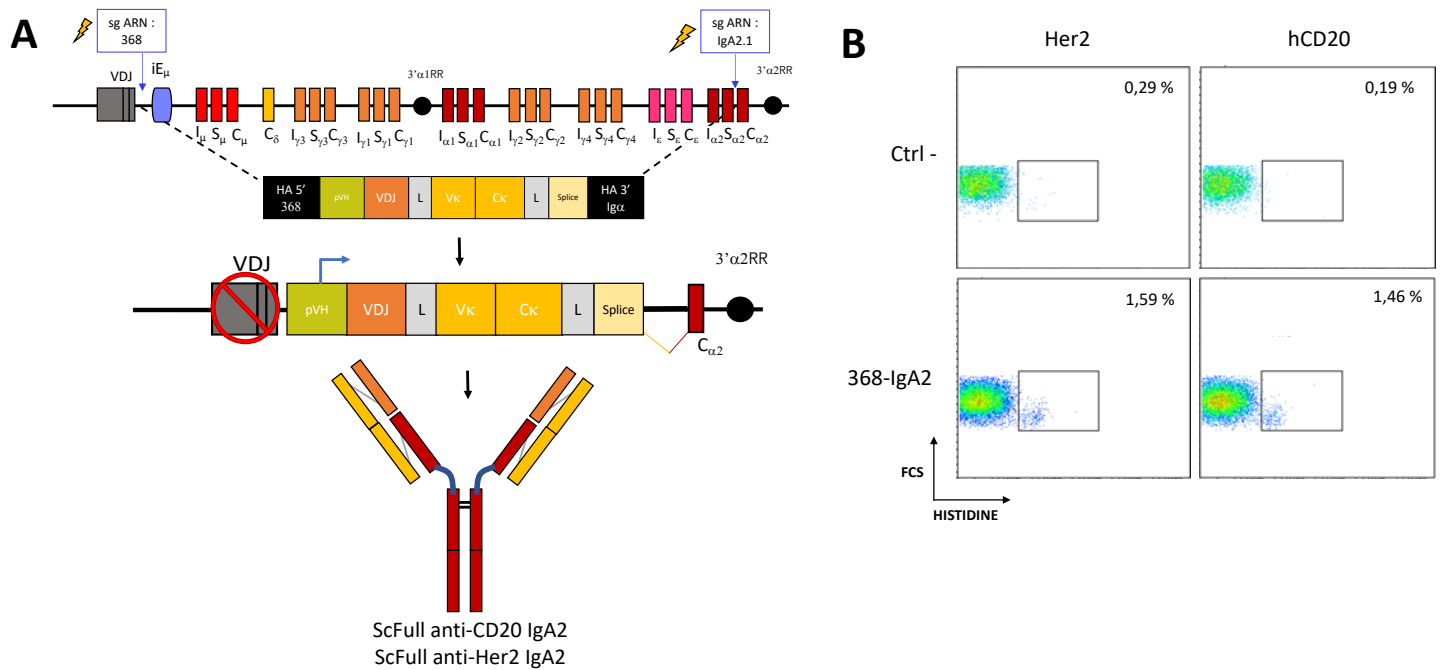 A
sg ARN :
368
sg ARN :
IgA2.1
VDJ
iEμ
3'α1RR
3'α2RR
Iμ Sμ Cμ
Cδ
Iγ3 Sγ3 Cγ3
Iγ1 Sγ1 Cγ1
Iα1 Sα1 Cα1
Iγ2 Sγ2 Cγ2
Iγ4 Sγ4 Cγ4
Iε Sε Cε
Iα2 Sα2 Cα2
HA 5'
368
pVH
VDJ
L
Vκ
Cκ
L
Splice
HA 3'
Igα
VDJ
3'α2RR
pVH
VDJ
L
Vκ
Cκ
L
Splice
Cα2
ScFull anti-CD20 IgA2
ScFull anti-Her2 IgA2
B
Her2
hCD20
Ctrl -
0,29 %
0,19 %
368-IgA2
1,59 %
1,46 %
FCS
HISTIDINE